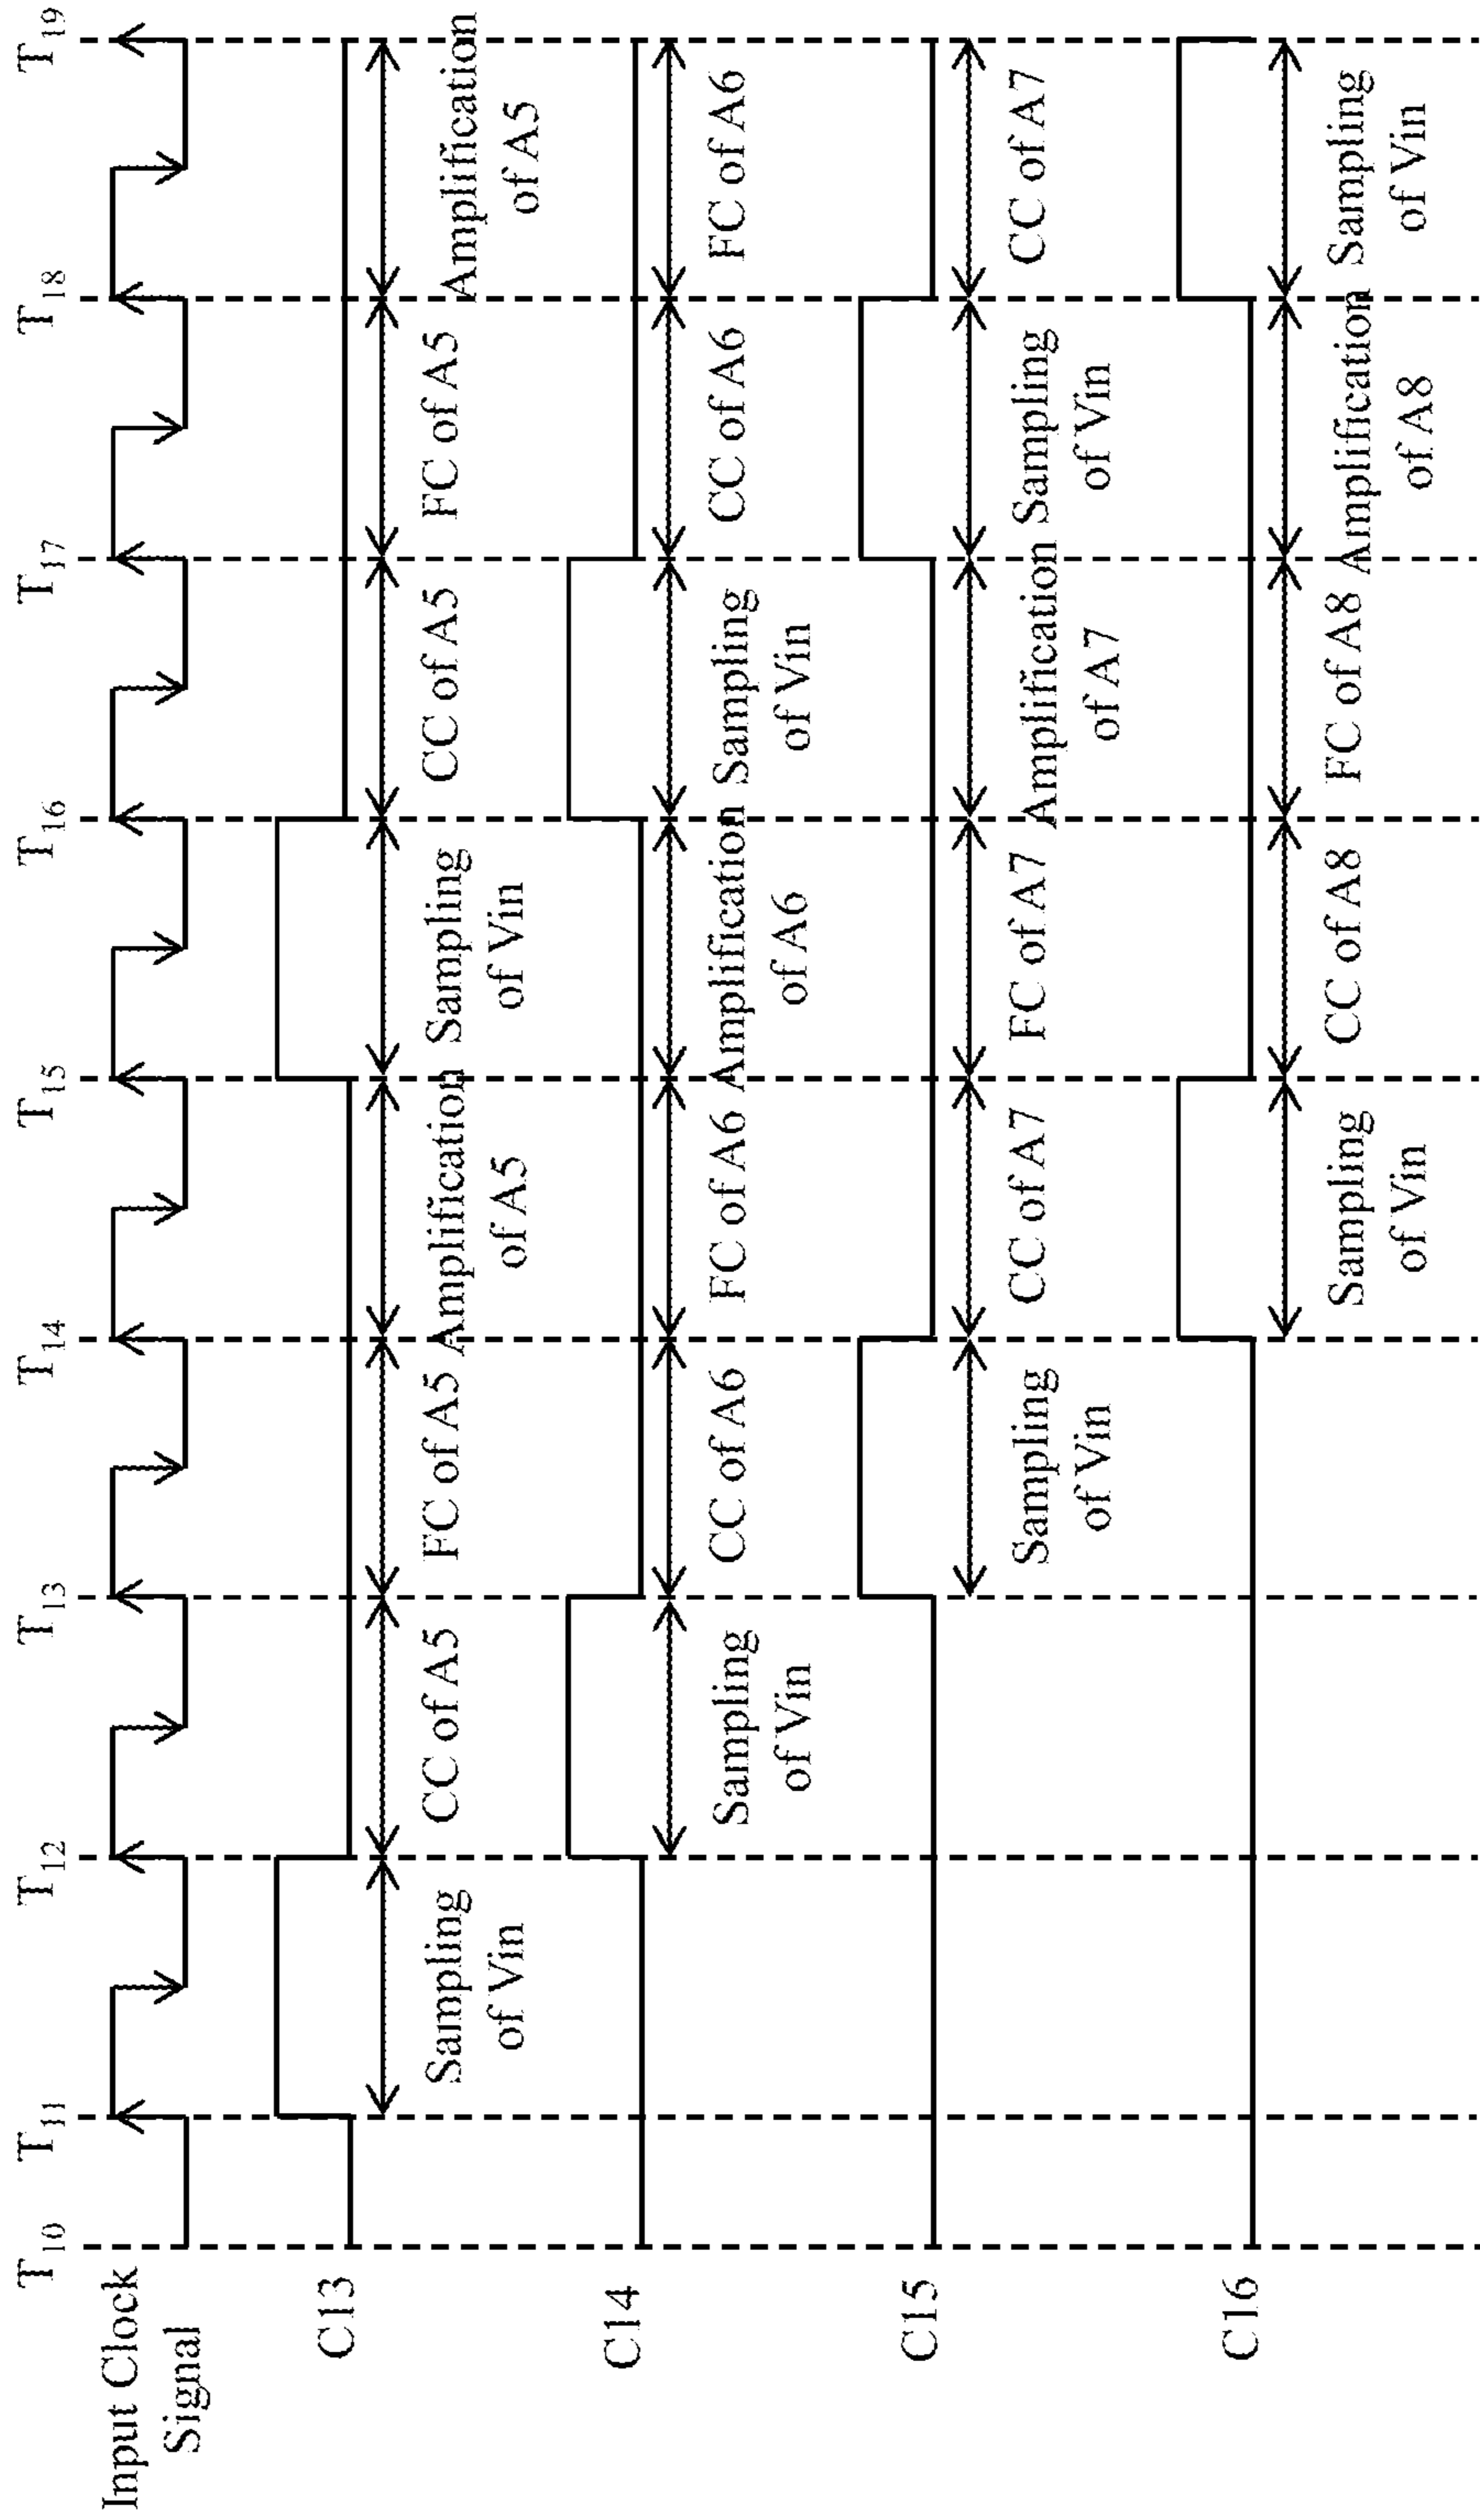 T10 T11 T12 T13 T14 T15 T16 T17 T18 T19
Input Clock
Signal
C13
Sampling
of Vin
CC of A5
FC of A5
Amplification
of A5
Sampling
of Vin
CC of A5
FC of A5
Amplification
of A5
C14
Sampling
of Vin
CC of A6
FC of A6
Amplification
of A6
Sampling
of Vin
CC of A6
FC of A6
C15
Sampling
of Vin
CC of A7
FC of A7
Amplification
of A7
Sampling
of Vin
CC of A7
C16
Sampling
of Vin
CC of A8
FC of A8
Amplification
of A8
Sampling
of Vin